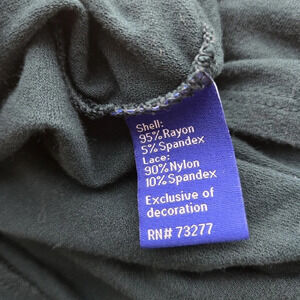 Shell:
95% Rayon
5% Spandex
Lace:
90% Nylon
10% Spandex
Exclusive of
decoration
RN# 73277